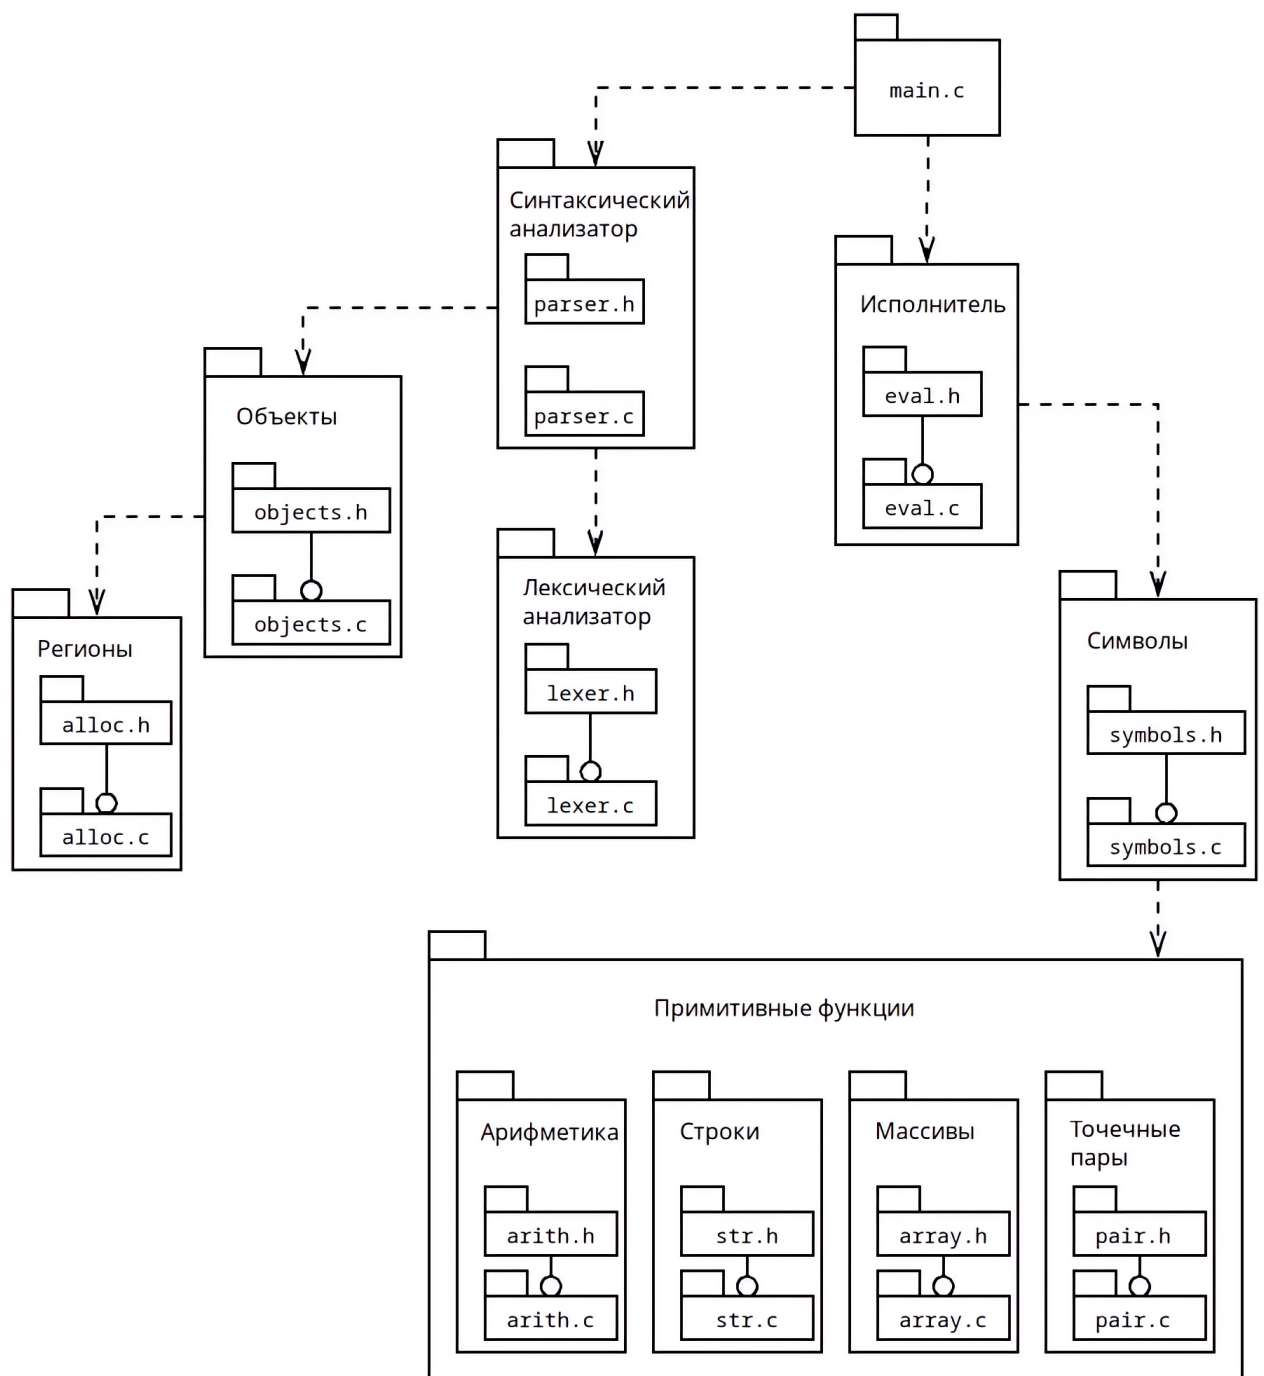 main.c
Синтаксический
анализатор
parser.h
parser.c
Исполнитель
eval.h
eval.c
Объекты
objects.h
objects.c
Лексический
анализатор
lexer.h
lexer.c
Регионы
alloc.h
alloc.c
Символы
symbols.h
symbols.c
Примитивные функции
Арифметика
arith.h
arith.c
Строки
str.h
str.c
Массивы
array.h
array.c
Точечные
пары
pair.h
pair.c